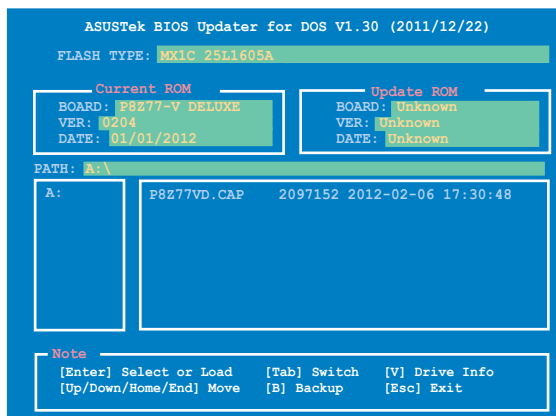 ASUSTek BIOS Updater for DOS V1.30 (2011/12/22)
FLASH TYPE: MX1C 25L1605A
Current ROM
BOARD: P8Z77-V DELUXE
VER: 0204
DATE: 01/01/2012
Update ROM
BOARD: Unknown
VER: Unknown
DATE: Unknown
PATH: A:\
A:
P8Z77VD.CAP 2097152 2012-02-06 17:30:48
Note
[Enter] Select or Load [Tab] Switch [V] Drive Info
[Up/Down/Home/End] Move [B] Backup [Esc] Exit